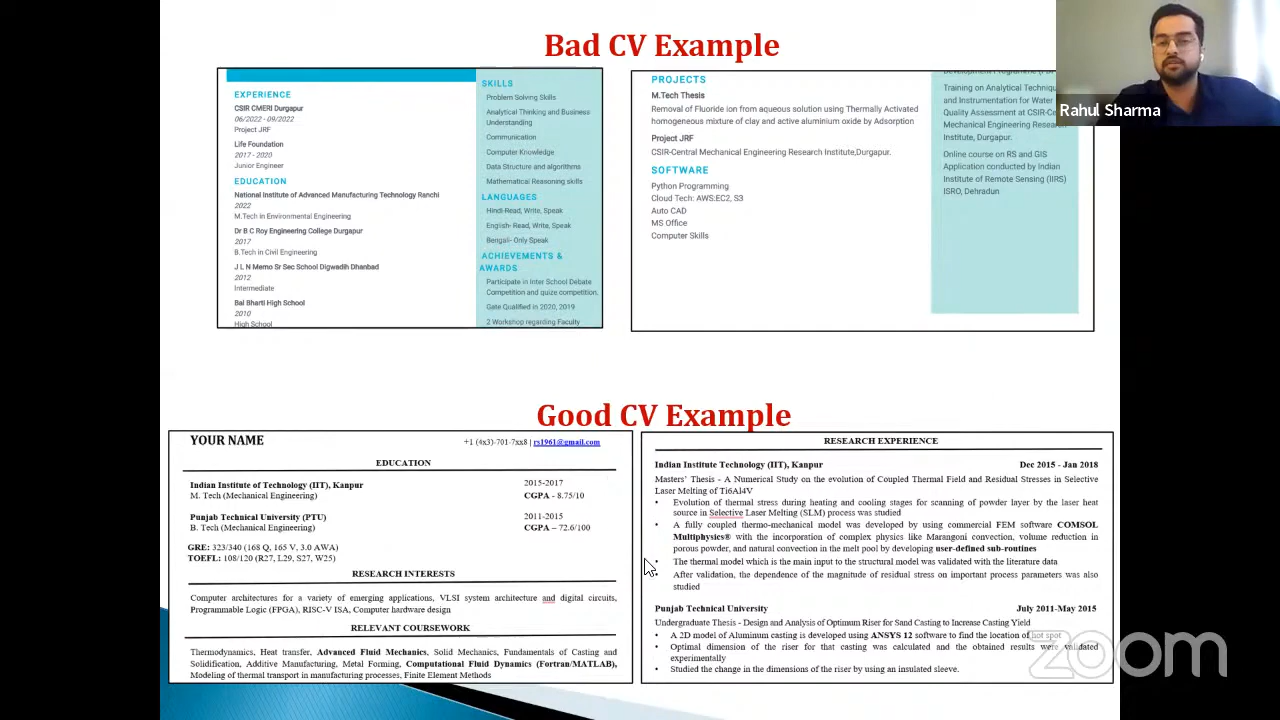 Bad CV Example
EXPERIENCE
CSIR CMERI Durgapur
06/2022 - 09/2022
Project JRF
Life Foundation
2017 - 2020
Junior Engineer
EDUCATION
National Institute of Advanced Manufacturing Technology Ranchi
2022
M.Tech in Environmental Engineering
Dr B C Roy Engineering College Durgapur
2017
B.Tech in Civil Engineering
J L N Memo Sr Sec School Digwadih Dhanbad
2012
Intermediate
Bal Bharti High School
2010
High School
SKILLS
Problem Solving Skills
Analytical Thinking and Business
Understanding
Communication
Computer Knowledge
Data Structure and algorithms
Mathematical Reasoning skills
LANGUAGES
Hindi-Read, Write, Speak
English- Read, Write, Speak
Bengali- Only Speak
ACHIEVEMENTS &
AWARDS
Participate in Inter School Debate
Competition and quize competition.
Gate Qualified in 2020, 2019
2 Workshop regarding Faculty
PROJECTS
M.Tech Thesis
Removal of Fluoride ion from aqueous solution using Thermally Activated
homogeneous mixture of clay and active aluminium oxide by Adsorption
Project JRF
CSIR-Central Mechanical Engineering Research Institute,Durgapur.
SOFTWARE
Python Programming
Cloud Tech: AWS:EC2, S3
Auto CAD
MS Office
Computer Skills
Training on Analytical
and Instrumentation for Water
Quality Assessment at
Mechanical Engineering
Institute, Durgapur.
Online course on RS and GIS
Application conducted by Indian
Institute of Remote Sensing (IIRS)
ISRO, Dehradun
Rahul Sharma
Good CV Example
YOUR NAME
+1 (4x3)-701-7xx8 | rs1961@gmail.com
EDUCATION
Indian Institute of Technology (IIT), Kanpur 2015-2017
M. Tech (Mechanical Engineering) CGPA - 8.75/10
Punjab Technical University (PTU) 2011-2015
B. Tech (Mechanical Engineering) CGPA – 72.6/100
GRE: 323/340 (168 Q, 165 V, 3.0 AWA)
TOEFL: 108/120 (R27, L29, S27, W25)
RESEARCH INTERESTS
Computer architectures for a variety of emerging applications, VLSI system architecture and digital circuits,
Programmable Logic (FPGA), RISC-V ISA, Computer hardware design
RELEVANT COURSEWORK
Thermodynamics, Heat transfer, Advanced Fluid Mechanics, Solid Mechanics, Fundamentals of Casting and
Solidification, Additive Manufacturing, Metal Forming, Computational Fluid Dynamics (Fortran/MATLAB),
Modeling of thermal transport in manufacturing processes, Finite Element Methods
RESEARCH EXPERIENCE
Indian Institute Technology (IIT), Kanpur Dec 2015 - Jan 2018
Masters' Thesis - A Numerical Study on the evolution of Coupled Thermal Field and Residual Stresses in Selective
Laser Melting of Ti6Al4V
• Evolution of thermal stress during heating and cooling stages for scanning of powder layer by the laser heat
source in Selective Laser Melting (SLM) process was studied
• A fully coupled thermo-mechanical model was developed by using commercial FEM software COMSOL
Multiphysics® with the incorporation of complex physics like Marangoni convection, volume reduction in
porous powder, and natural convection in the melt pool by developing user-defined sub-routines
• The thermal model which is the main input to the structural model was validated with the literature data
• After validation, the dependence of the magnitude of residual stress on important process parameters was also
studied
Punjab Technical University July 2011-May 2015
Undergraduate Thesis - Design and Analysis of Optimum Riser for Sand Casting to Increase Casting Yield
• A 2D model of Aluminum casting is developed using ANSYS 12 software to find the location of hot spot
• Optimal dimension of the riser for that casting was calculated and the obtained results were validated
experimentally
• Studied the change in the dimensions of the riser by using an insulated sleeve.
zoom